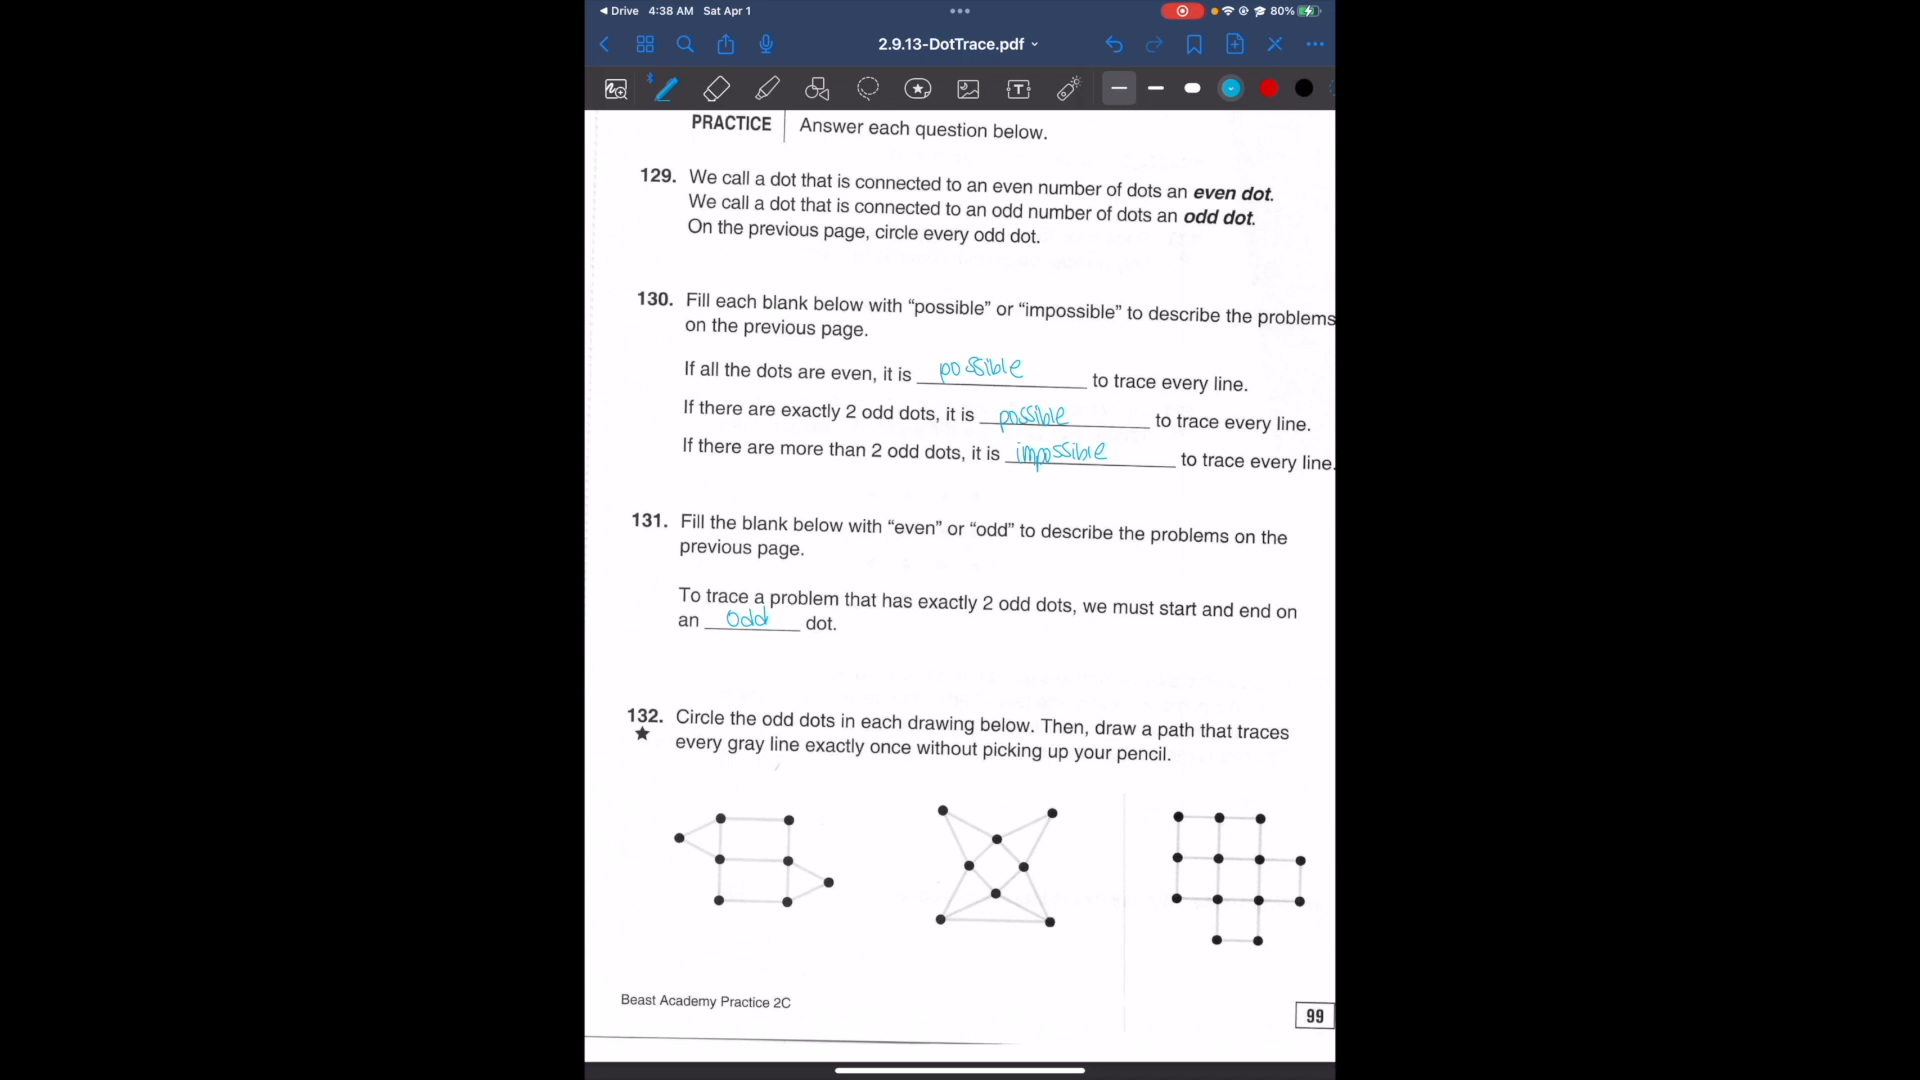 Drive 4:38 AM Sat Apr 1
80%
2.9.13-DotTrace.pdf
T
PRACTICE Answer each question below.
129. We call a dot that is connected to an even number of dots an even dot.
We call a dot that is connected to an odd number of dots an odd dot.
On the previous page, circle every odd dot.
130. Fill each blank below with “possible” or “impossible” to describe the problems
on the previous page.
If all the dots are even, it is possible to trace every line.
If there are exactly 2 odd dots, it is possible to trace every line.
If there are more than 2 odd dots, it is impossible to trace every line.
131. Fill the blank below with “even” or “odd” to describe the problems on the
previous page.
To trace a problem that has exactly 2 odd dots, we must start and end on
an odd dot.
132. Circle the odd dots in each drawing below. Then, draw a path that traces
★ every gray line exactly once without picking up your pencil.
Beast Academy Practice 2C
99